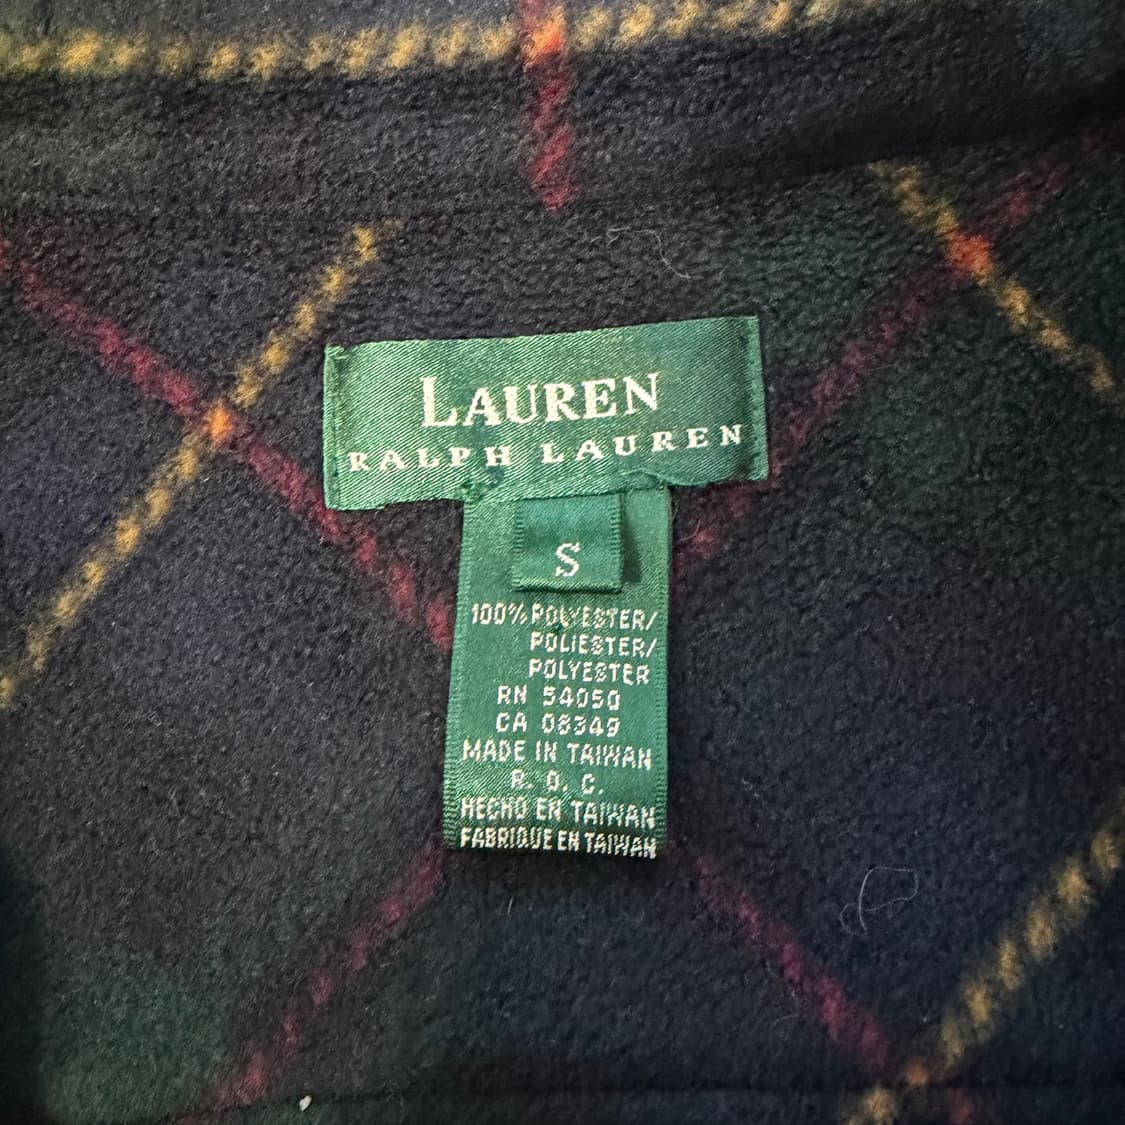 LAUREN
RALPH LAUREN
S
100% POLYESTER/
POLIESTER/
POLYESTER
RN 54050
CA 08349
MADE IN TAIWAN
R. O. C.
HECHO EN TAIWAN
FABRIQUE EN TAIWAN